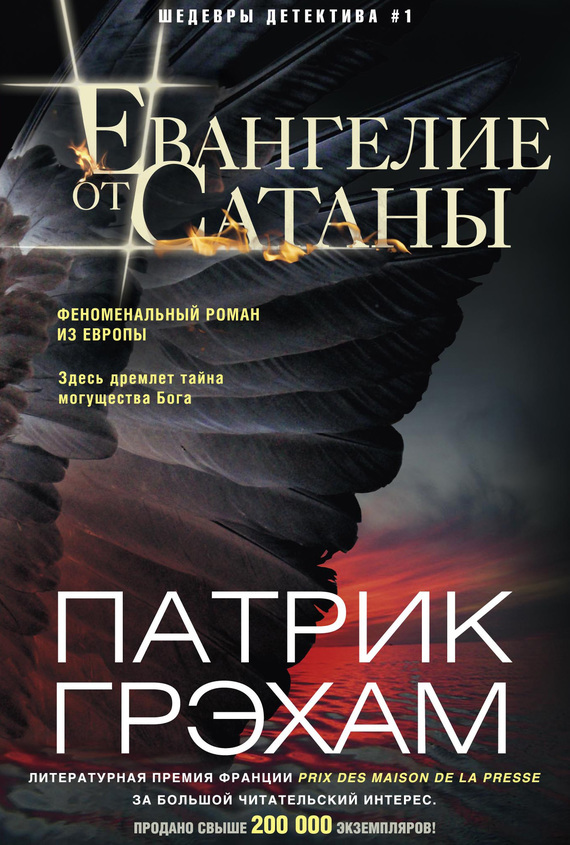 ШЕДЕВРЫ ДЕТЕКТИВА #1
ЕВАНГЕЛИЕ
ОТ САТАНЫ
ФЕНОМЕНАЛЬНЫЙ РОМАН
ИЗ ЕВРОПЫ
Здесь дремлет тайна
могущества Бога
ПАТРИК
ГРЭХАМ
ЛИТЕРАТУРНАЯ ПРЕМИЯ ФРАНЦИИ PRIX DES MAISON DE LA PRESSE
ЗА БОЛЬШОЙ ЧИТАТЕЛЬСКИЙ ИНТЕРЕС.
ПРОДАНО СВЫШЕ 200 000 ЭКЗЕМПЛЯРОВ!